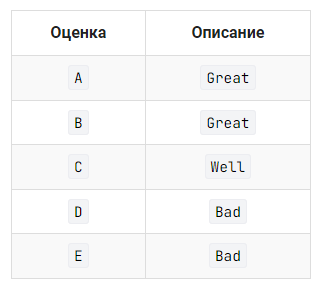 Оценка Описание
A Great
B Great
C Well
D Bad
E Bad